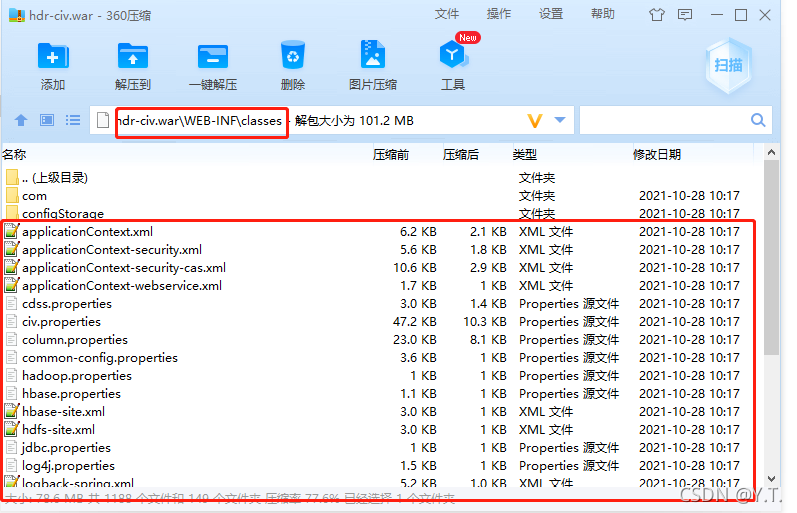 hdr-civ.war - 360压缩 文件 操作 设置 帮助
New
添加 解压到 一键解压 删除 图片压缩 工具 扫描
hdr-civ.war\WEB-INF\classes - 解包大小为 101.2 MB
名称 压缩前 压缩后 类型 修改日期
.. (上级目录) 文件夹
com 文件夹 2021-10-28 10:17
configStorage 文件夹 2021-10-28 10:17
applicationContext.xml 6.2 KB 2.1 KB XML 文件 2021-10-28 10:17
applicationContext-security.xml 5.6 KB 1.8 KB XML 文件 2021-10-28 10:17
applicationContext-security-cas.xml 10.6 KB 2.9 KB XML 文件 2021-10-28 10:17
applicationContext-webservice.xml 1.7 KB 1 KB XML 文件 2021-10-28 10:17
cdss.properties 3.0 KB 1.4 KB Properties 源文件 2021-10-28 10:17
civ.properties 47.2 KB 10.3 KB Properties 源文件 2021-10-28 10:17
column.properties 23.0 KB 8.1 KB Properties 源文件 2021-10-28 10:17
common-config.properties 3.6 KB 1 KB Properties 源文件 2021-10-28 10:17
hadoop.properties 1 KB 1 KB Properties 源文件 2021-10-28 10:17
hbase.properties 1.1 KB 1 KB Properties 源文件 2021-10-28 10:17
hbase-site.xml 3.0 KB 1 KB XML 文件 2021-10-28 10:17
hdfs-site.xml 3.0 KB 1 KB XML 文件 2021-10-28 10:17
jdbc.properties 1 KB 1 KB Properties 源文件 2021-10-28 10:17
log4j.properties 1.5 KB 1 KB Properties 源文件 2021-10-28 10:17
logback-spring.xml 5.2 KB 1.0 KB XML 文件 2021-10-28 10:17
大小: 78.6 MB 共 1188 个文件和 149 个文件夹 压缩率 77.6% 已经选择 1 个文件夹
CSDN @Y.T.